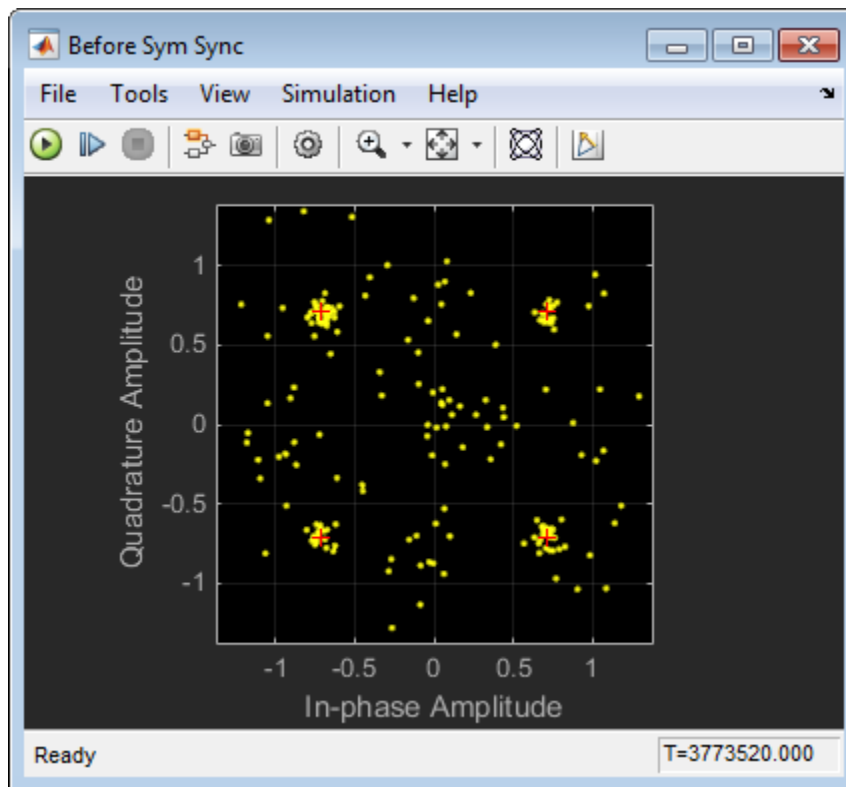 Before Sym Sync
File Tools View Simulation Help
1
0.5
0
-0.5
-1
Quadrature Amplitude
-1 -0.5 0 0.5 1
In-phase Amplitude
Ready T=3773520.000